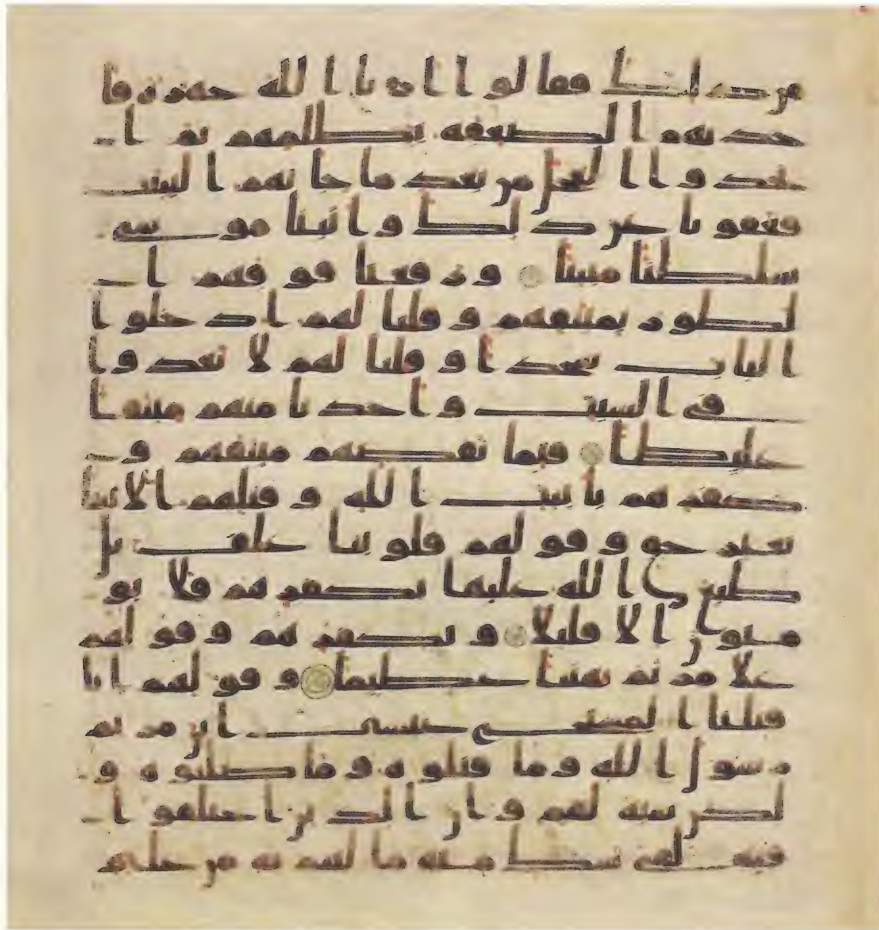 من ذلك فقالوا ارنا الله جهرة فا
خذتهم الصعقة بظلمهم ثم ا
تخذوا العجل من بعد ما جاتهم البينت
فعفونا عن ذلك واتينا موسى
سلطنا مبينا ورفعنا فوقهم ا
لطور بميثقهم وقلنا لهم ادخلوا
الباب سجدا وقلنا لهم لا تعدوا
في السبت واخذنا منهم ميثقا
غليظا فبما نقضهم ميثقهم و
كفرهم بايت الله وقتلهم الانبيا
بغير حق وقولهم قلوبنا غلف بل
طبع الله عليها بكفرهم فلا يو
منون الا قليلا وبكفرهم وقولهم
على مريم بهتنا عظيما وقولهم انا
قتلنا المسيح عيسى ابن مريم
رسول الله وما قتلوه وما صلبوه و
لكن شبه لهم وان الذين اختلفوا
فيه لفي شك منه ما لهم به من علم